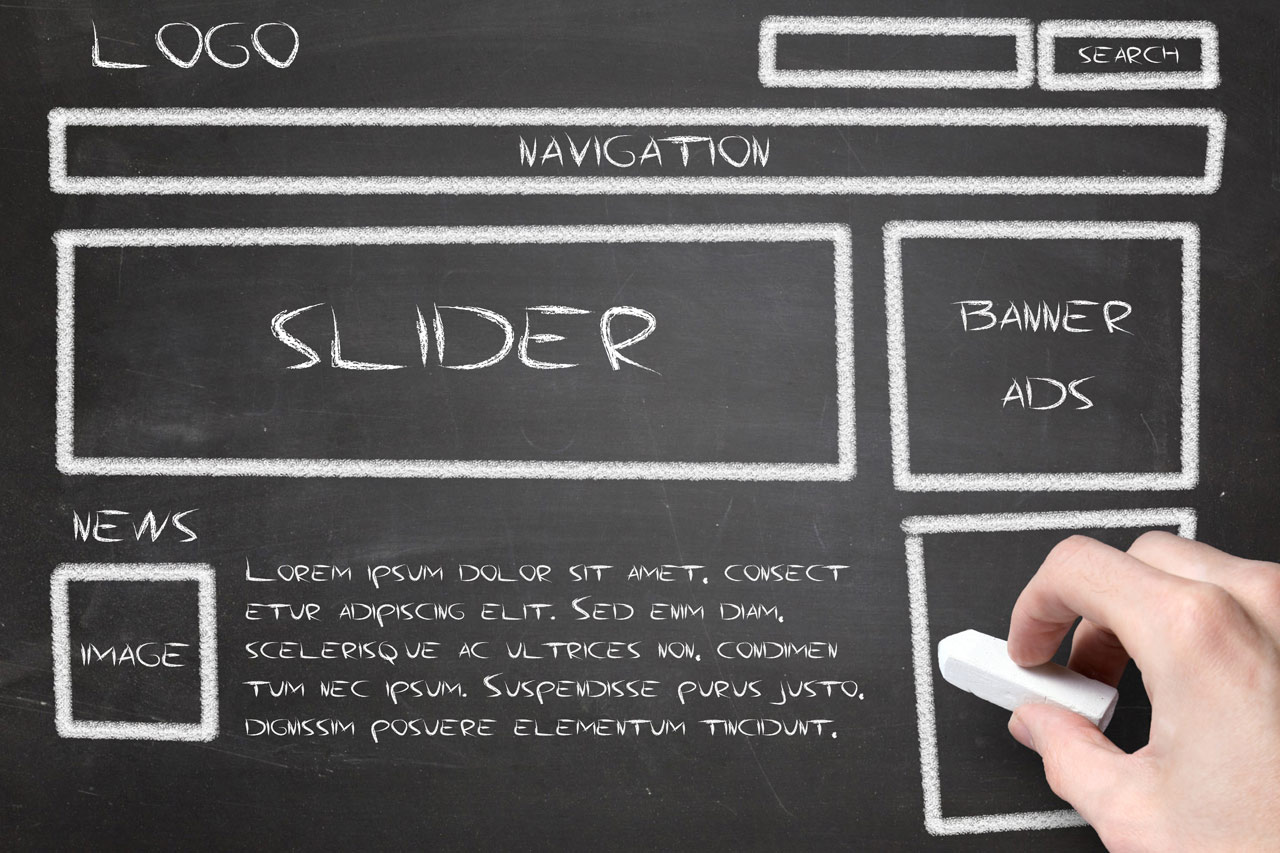 LOGO
SEARCH
NAVIGATION
SLIDER
BANNER
ADS
NEWS
IMAGE
Lorem ipsum dolor sit amet, consect
etur adipiscing elit. Sed enim diam,
scelerisque ac ultrices non, condimen
tum nec ipsum. Suspendisse purus justo,
dignissim posuere elementum tincidunt,